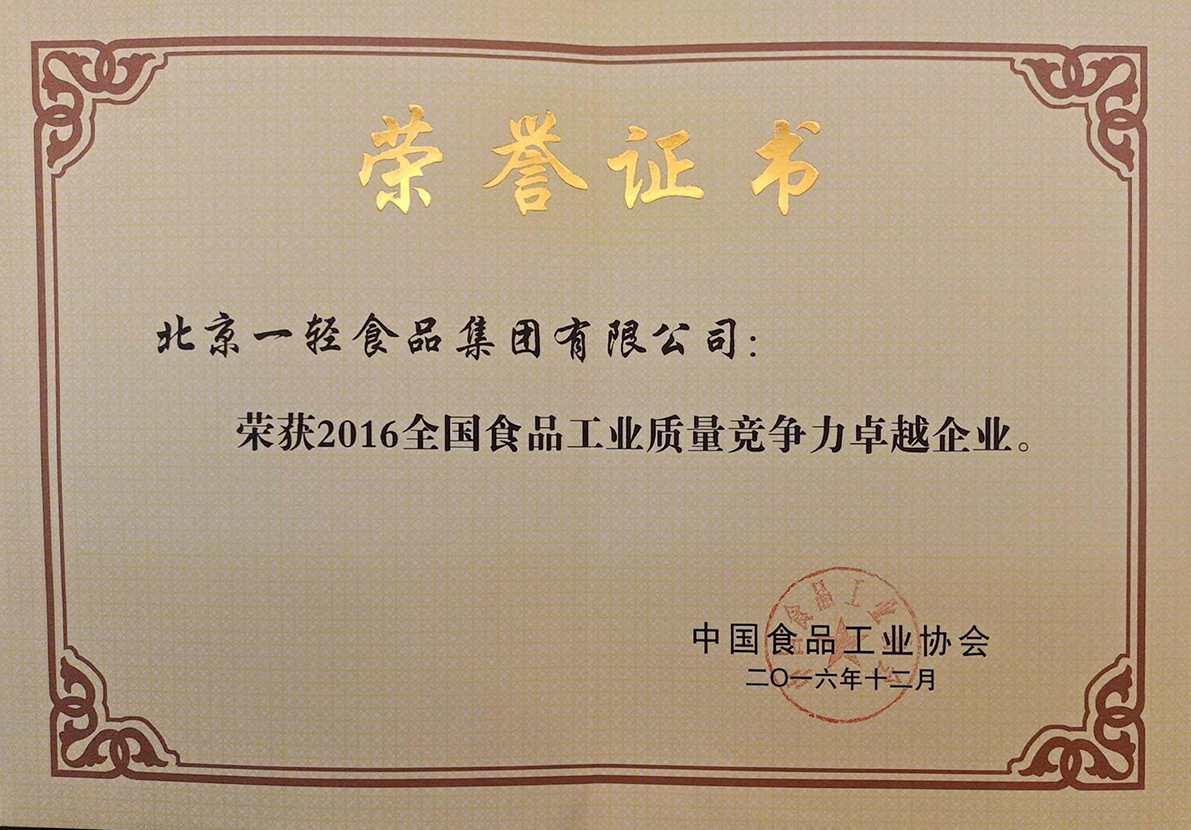 荣誉证书
北京一轻食品集团有限公司:
荣获2016全国食品工业质量竞争力卓越企业。
中国食品工业协会
二〇一六年十二月